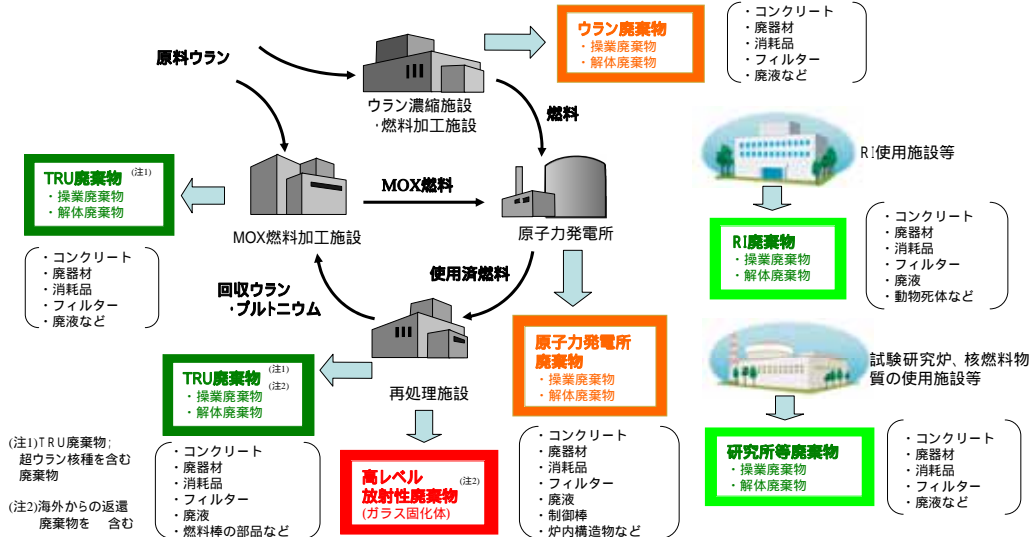 原料ウラン
ウラン濃縮施設
・燃料加工施設
ウラン廃棄物
・操業廃棄物
・解体廃棄物
・コンクリート
・廃器材
・消耗品
・フィルター
・廃液など
燃料
TRU廃棄物 (注1)
・操業廃棄物
・解体廃棄物
・コンクリート
・廃器材
・消耗品
・フィルター
・廃液など
MOX燃料加工施設
MOX燃料
原子力発電所
使用済燃料
回収ウラン
・プルトニウム
再処理施設
TRU廃棄物 (注1)
(注2)
・操業廃棄物
・解体廃棄物
・コンクリート
・廃器材
・消耗品
・フィルター
・廃液
・燃料棒の部品など
高レベル
放射性廃棄物 (注2)
(ガラス固化体)
原子力発電所
廃棄物
・操業廃棄物
・解体廃棄物
・コンクリート
・廃器材
・消耗品
・フィルター
・廃液
・制御棒
・炉内構造物など
RI使用施設等
RI廃棄物
・操業廃棄物
・解体廃棄物
・コンクリート
・廃器材
・消耗品
・フィルター
・廃液
・動物死体など
試験研究炉、核燃料物
質の使用施設等
研究所等廃棄物
・操業廃棄物
・解体廃棄物
・コンクリート
・廃器材
・消耗品
・フィルター
・廃液など
(注1)TRU廃棄物;
超ウラン核種を含む
廃棄物
(注2)海外からの返還
廃棄物を 含む